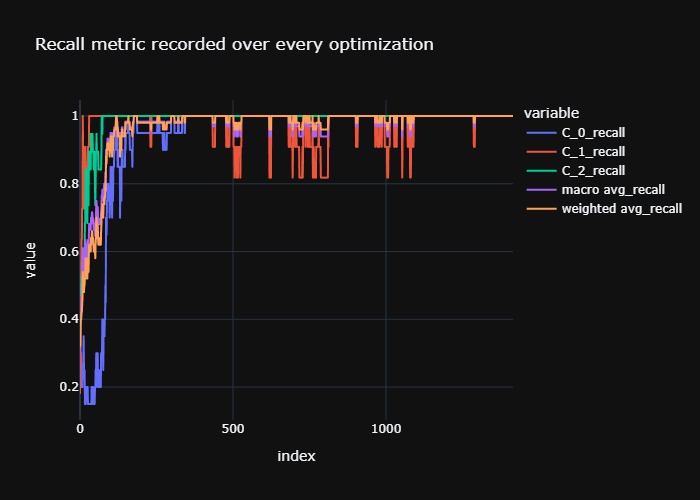 Recall metric recorded over every optimization
variable
C_0_recall
C_1_recall
C_2_recall
macro avg_recall
weighted avg_recall
value
1
0.8
0.6
0.4
0.2
0
500
1000
index